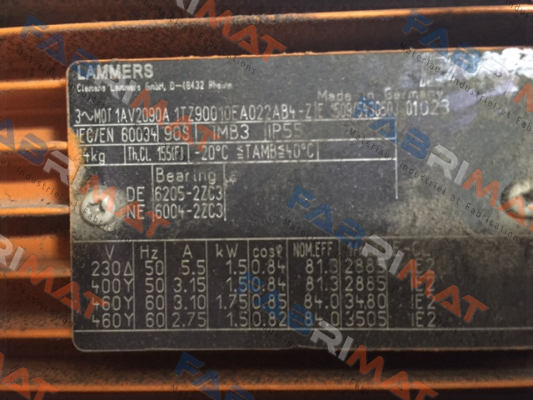 LAMMERS
Clemens Lammers GmbH, D-48432 Rheine
Made in Germany
3~MOT 1AV2090A 1TZ90010EA022AB4-Z
IEC/EN 60034 90S IMB3 IP55
4kg Th.Cl. 155(F) -20°C ≤TAMB≤40°C
Bearing
DE 6205-2ZC3
NE 6004-2ZC3
V Hz A kW cosφ NOM.EFF
230Δ 50 5.5 1.5 0.84 81.3 2885 IE2
400Y 50 3.15 1.5 0.84 81.3 2885 IE2
460Y 60 3.10 1.75 0.85 84.0 3480 IE2
460Y 60 2.75 1.5 0.82 84.0 3505 IE2
FABRIMAT